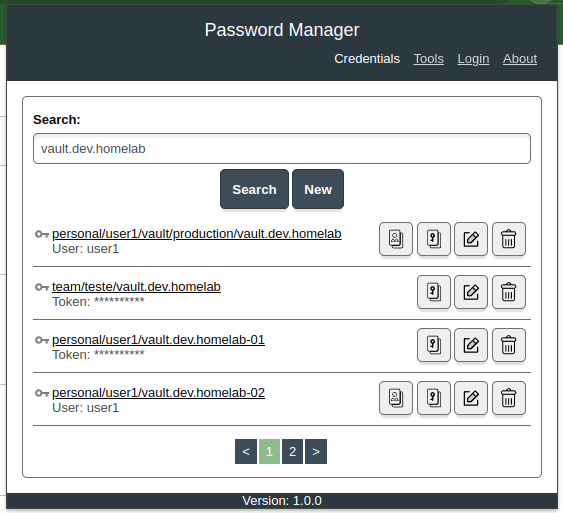 Password Manager
Credentials Tools Login About
Search:
vault.dev.homelab
Search New
personal/user1/vault/production/vault.dev.homelab
User: user1
team/teste/vault.dev.homelab
Token: **********
personal/user1/vault.dev.homelab-01
Token: **********
personal/user1/vault.dev.homelab-02
User: user1
< 1 2 >
Version: 1.0.0